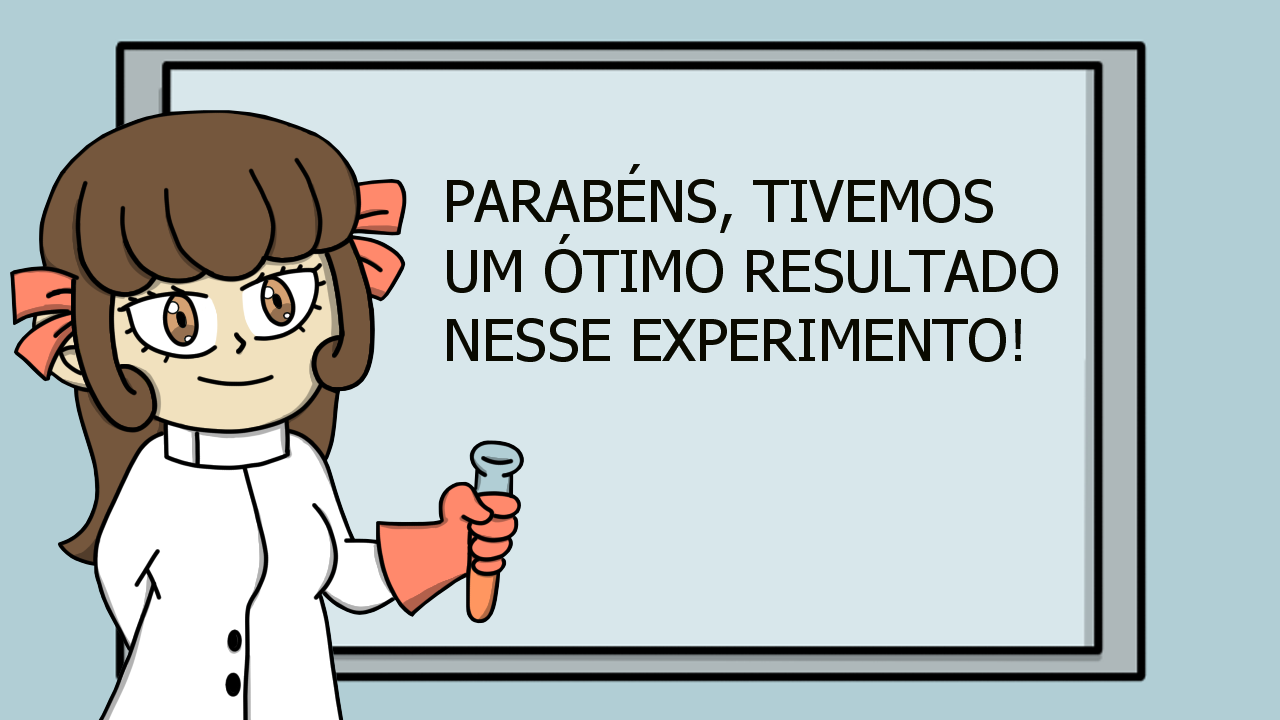 PARABÉNS, TIVEMOS
UM ÓTIMO RESULTADO
NESSE EXPERIMENTO!